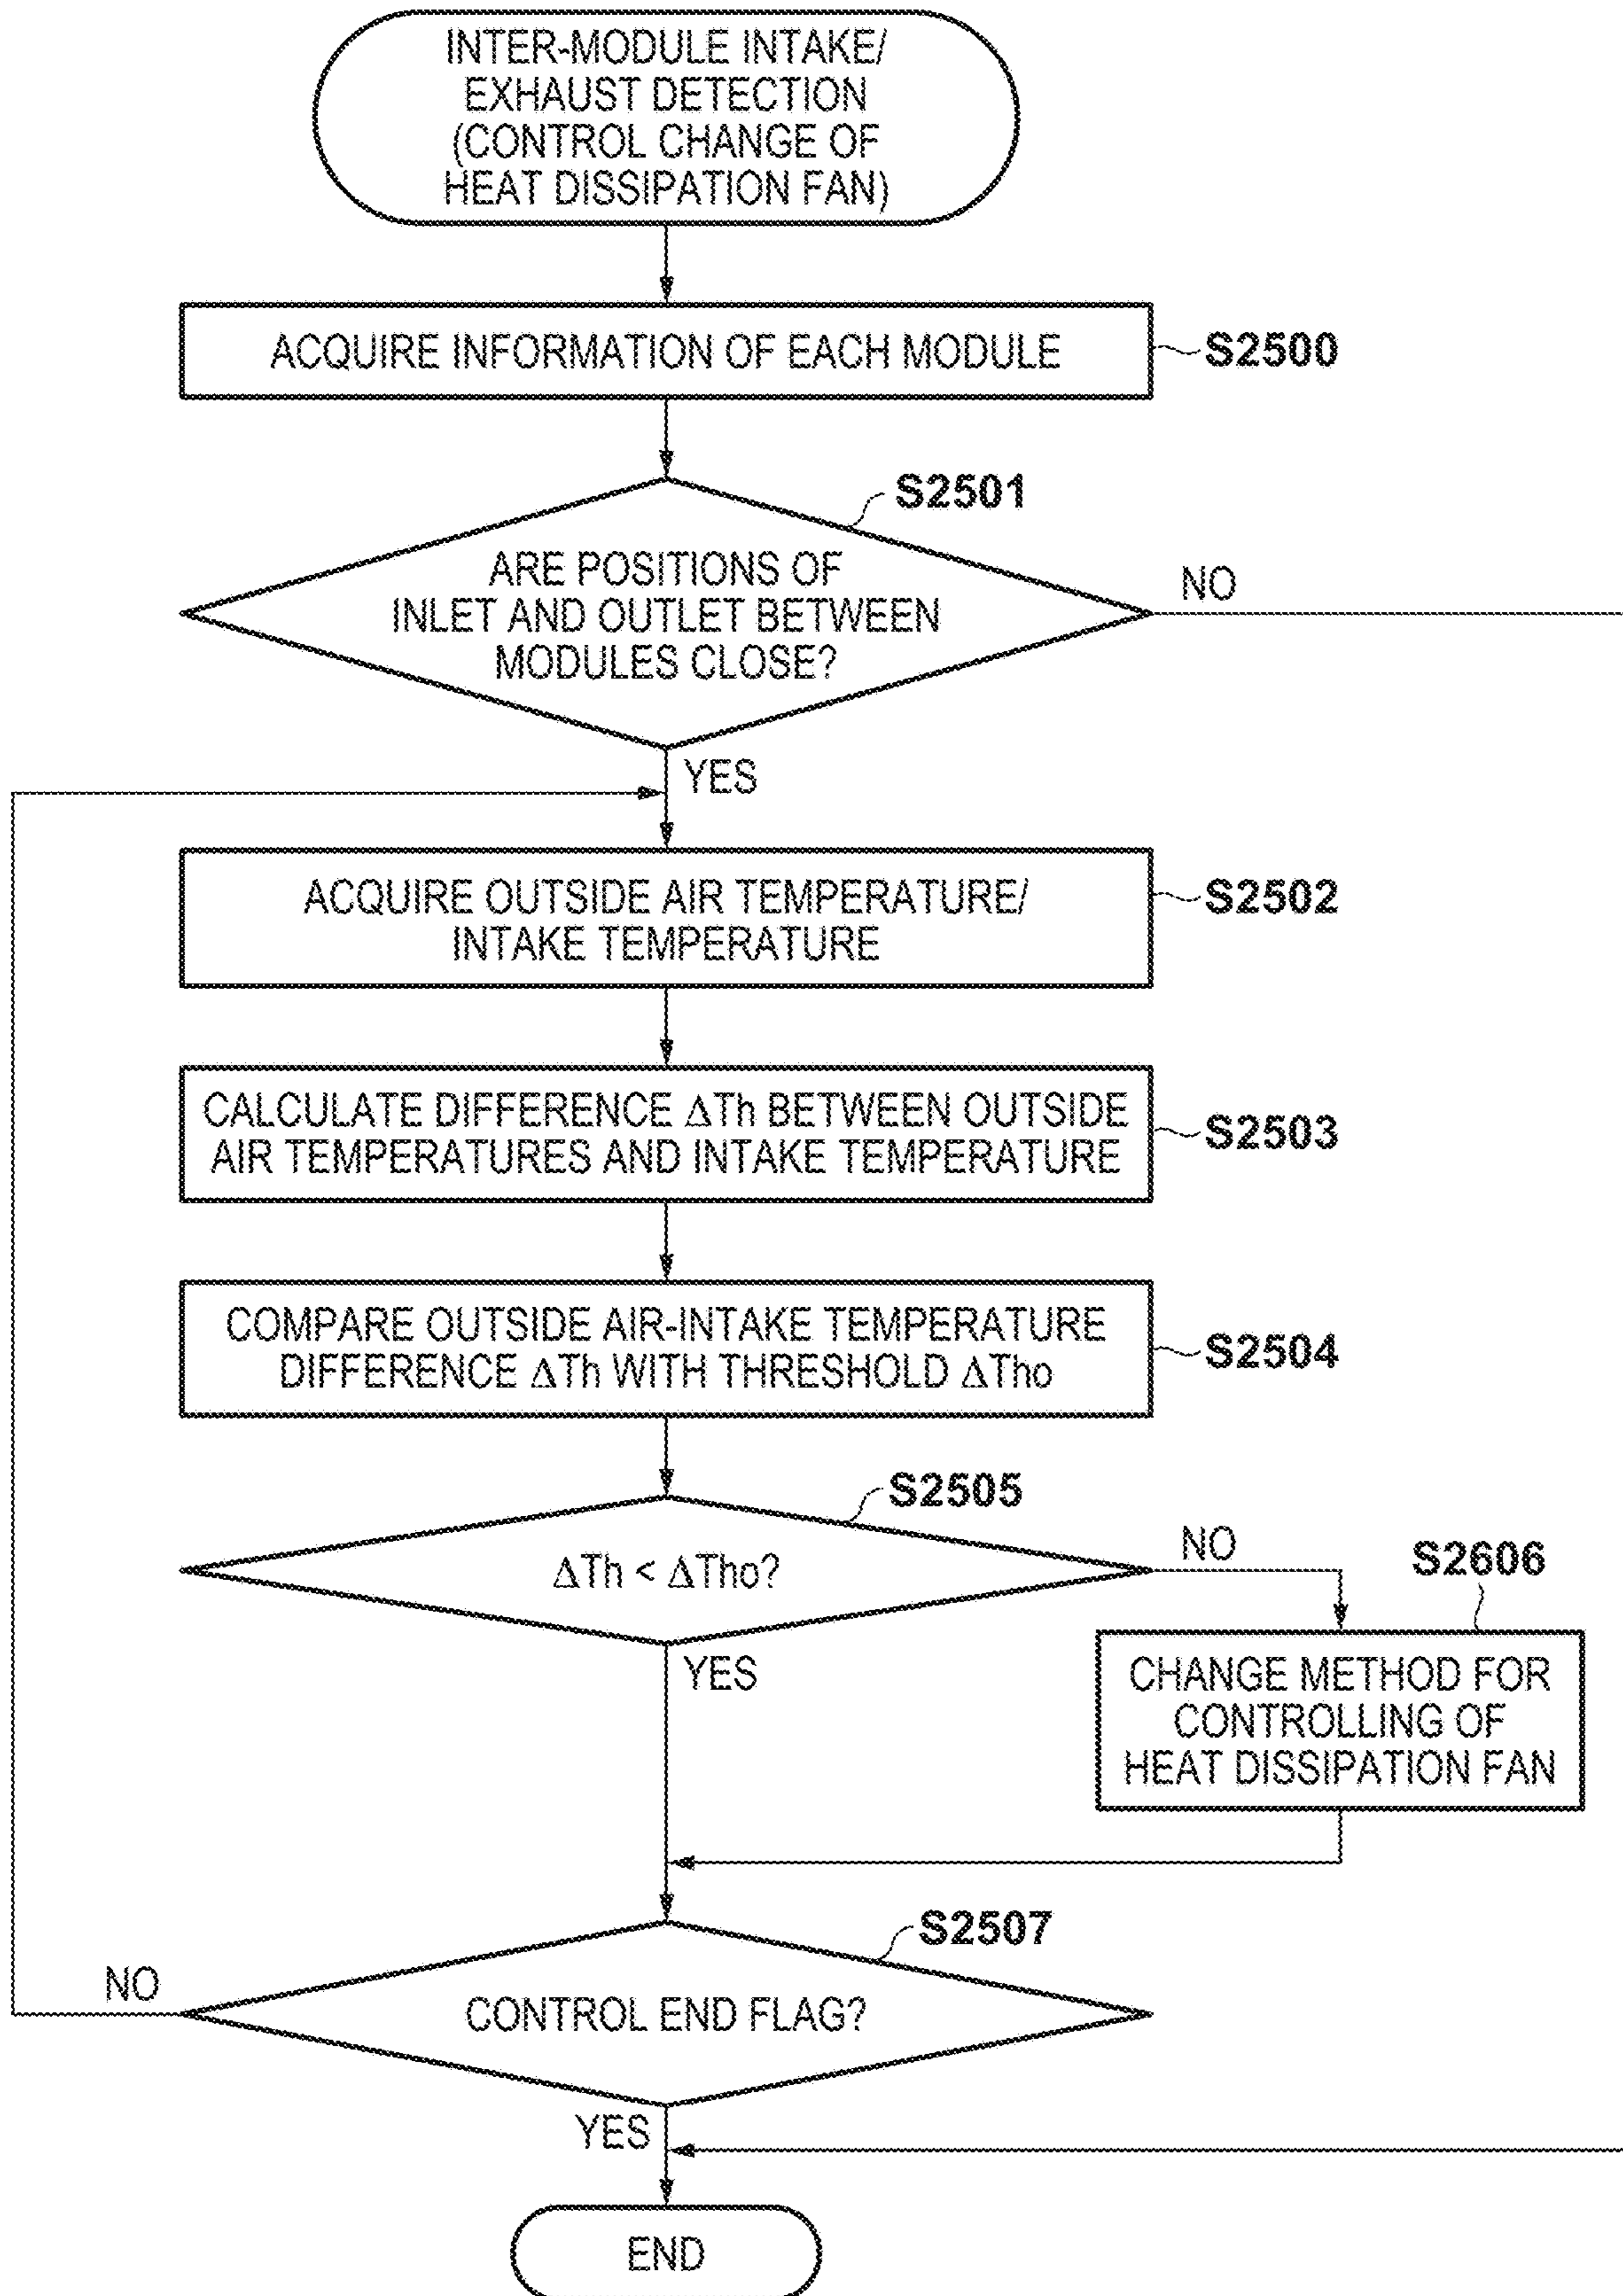 INTER-MODULE INTAKE/
EXHAUST DETECTION
(CONTROL CHANGE OF
HEAT DISSIPATION FAN)
ACQUIRE INFORMATION OF EACH MODULE
S2500
S2501
ARE POSITIONS OF
INLET AND OUTLET BETWEEN
MODULES CLOSE?
NO
YES
ACQUIRE OUTSIDE AIR TEMPERATURE/
INTAKE TEMPERATURE
S2502
CALCULATE DIFFERENCE ΔTh BETWEEN OUTSIDE
AIR TEMPERATURES AND INTAKE TEMPERATURE
S2503
COMPARE OUTSIDE AIR-INTAKE TEMPERATURE
DIFFERENCE ΔTh WITH THRESHOLD ΔTho
S2504
S2505
ΔTh < ΔTho?
NO
YES
S2606
CHANGE METHOD FOR
CONTROLLING OF
HEAT DISSIPATION FAN
S2507
CONTROL END FLAG?
NO
YES
END